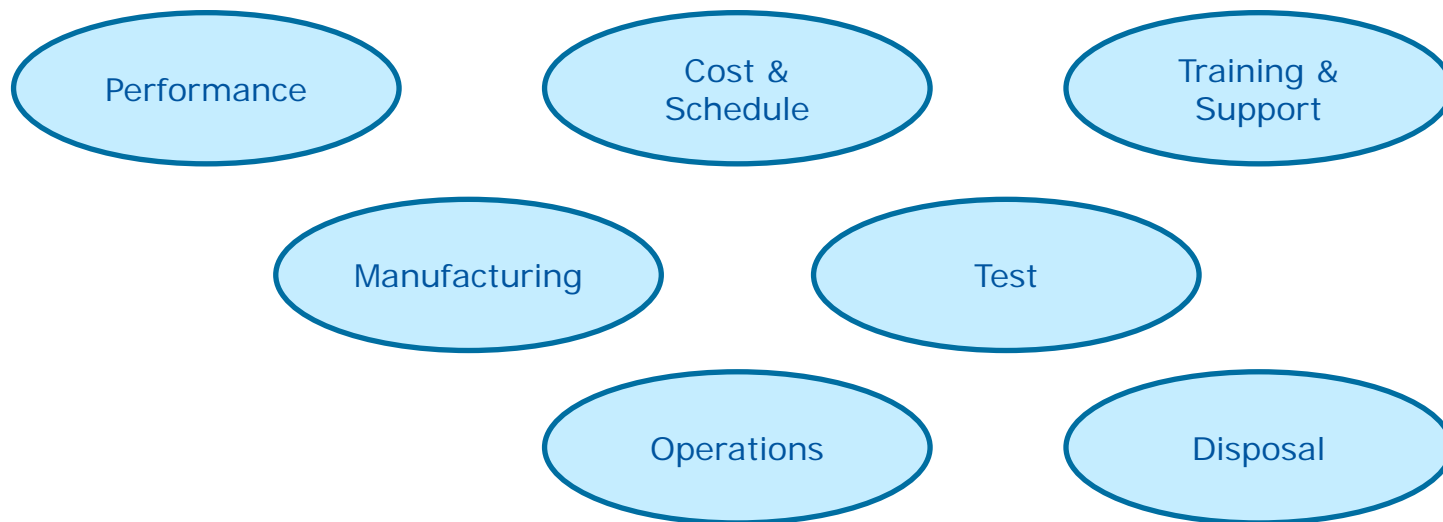 Performance
Cost &
Schedule
Training &
Support
Manufacturing
Test
Operations
Disposal